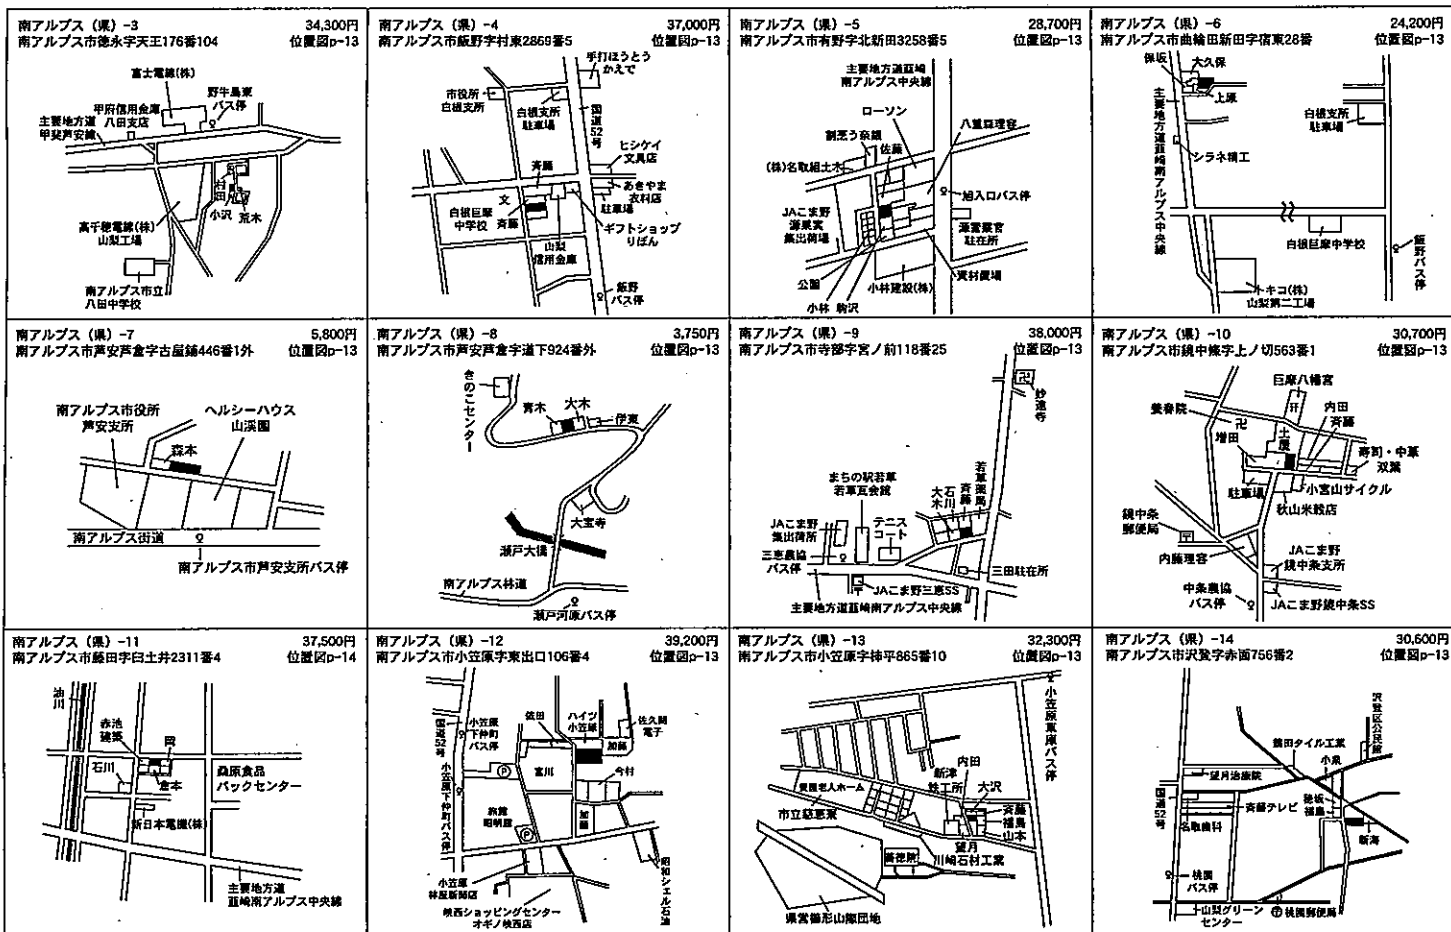 南アルプス（県）-3 34,300円
南アルプス市徳永字天王176番104 位置図p-13
富士電線(株)
野牛島東
バス停
甲府信用金庫
八田支店
主要地方道
甲斐芦安線
村田
小沢
荒木
高千穂電線(株)
山梨工場
南アルプス市立
八田中学校
南アルプス（県）-4 37,000円
南アルプス市飯野字村東2869番5 位置図p-13
手打ほうとう
かえで
市役所
白根支所
白根支所
駐車場
国道52号
ヒシケイ
文具店
斉藤
あきやま
衣料店
駐車場
文
白根巨摩
中学校
斉藤
ギフトショップ
りぼん
山梨
信用金庫
飯野
バス停
南アルプス（県）-5 28,700円
南アルプス市有野字北新田3258番5 位置図p-13
主要地方道韮崎
南アルプス中央線
ローソン
八重森理容
割烹う奈銀
佐藤
(株)名取組土木
旭入口バス停
JAこま野
源果実
集出荷場
源警察官
駐在所
資材置場
公園
小林建設(株)
小林 駒沢
南アルプス（県）-6 24,200円
南アルプス市曲輪田新田字宿東28番 位置図p-13
保坂
大久保
上原
主要地方道韮崎南アルプス中央線
白根支所
駐車場
シラネ精工
白根巨摩中学校
飯野バス停
トキコ(株)
山梨第二工場
南アルプス（県）-7 5,800円
南アルプス市芦安芦倉字古屋鋪446番1外 位置図p-13
南アルプス市役所
芦安支所
ヘルシーハウス
山渓園
森本
南アルプス街道
南アルプス市芦安支所バス停
南アルプス（県）-8 3,750円
南アルプス市芦安芦倉字道下924番外 位置図p-13
きのこセンター
青木
大木
伊東
大宝寺
瀬戸大橋
南アルプス林道
瀬戸河原バス停
南アルプス（県）-9 38,000円
南アルプス市寺部字宮ノ前118番25 位置図p-13
卍
妙遠寺
まちの駅若草
若草瓦会館
若草薬局
斉藤
石川
大木
JAこま野
集出荷所
テニス
コート
三恵農協
バス停
三田駐在所
JAこま野三恵SS
主要地方道韮崎南アルプス中央線
南アルプス（県）-10 30,700円
南アルプス市鏡中條字上ノ切563番1 位置図p-13
巨摩八幡宮
養春院
卍
内田
斉藤
土屋
増田
寿司・中華
双葉
駐車場
小宮山サイクル
秋山米穀店
鏡中条
郵便局
内藤理容
JAこま野
鏡中条支所
中条農協
バス停
JAこま野鏡中条SS
南アルプス（県）-11 37,500円
南アルプス市藤田字臼土井2311番4 位置図p-14
油川
赤池
建築
岡
石川
倉本
桑原食品
パックセンター
新日本電機(株)
主要地方道
韮崎南アルプス中央線
南アルプス（県）-12 39,200円
南アルプス市小笠原字東出口106番4 位置図p-13
国道52号
小笠原
下仲町
バス停
依田
ハイツ
小笠原
佐久間
電子
加藤
P
宮川
今村
小笠原下仲町バス停
旅館
昭明館
P
加藤
小笠原
林屋新聞店
昭和シェル石油
峡西ショッピングセンター
オギノ峡西店
南アルプス（県）-13 32,300円
南アルプス市小笠原字柿平865番10 位置図p-13
小笠原車庫バス停
内田
新津
鉄工所
大沢
養護老人ホーム
市立慈恵寮
斉藤
福島
山本
望月
川崎石材工業
県営櫛形山隣団地
南アルプス（県）-14 30,600円
南アルプス市沢登字赤面756番2 位置図p-13
沢登区公民館
飯田タイル工業
小泉
望月治療院
国道52号
斉藤テレビ
穂坂
福島
名取歯科
新海
桃園
バス停
山梨グリーン
センター
桃園郵便局